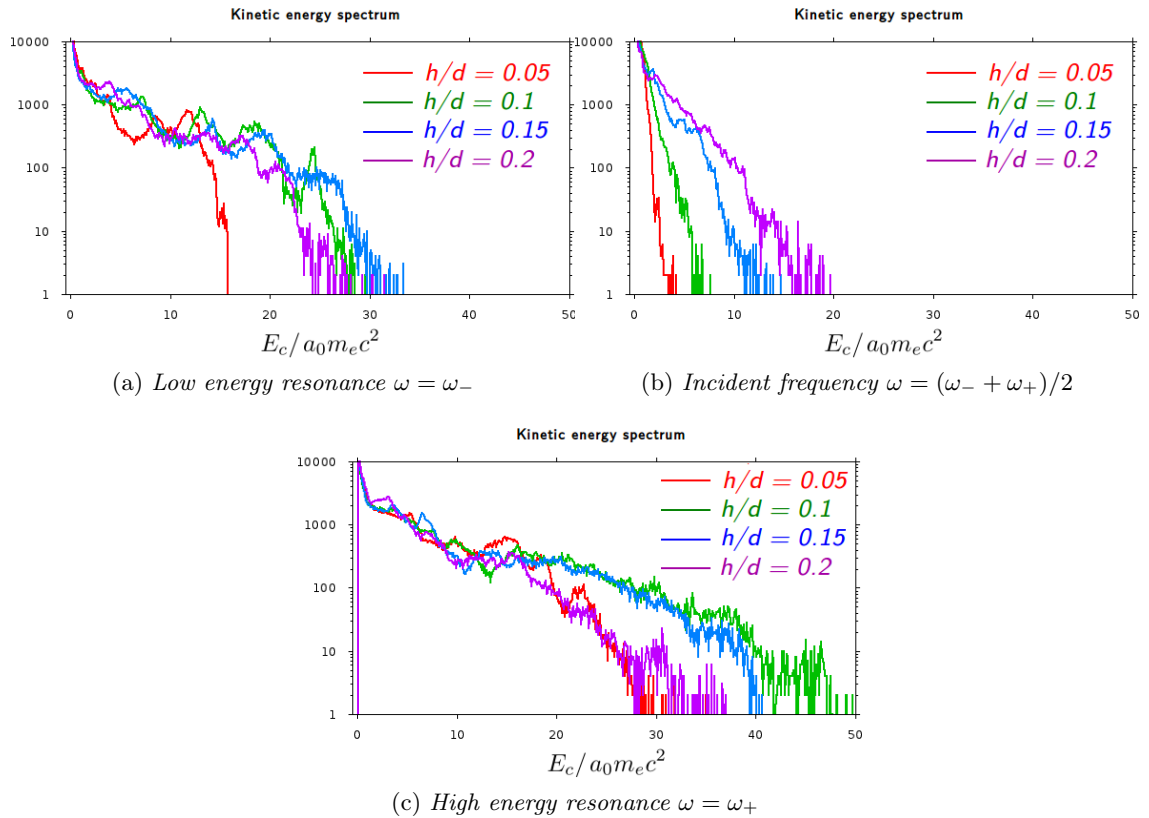 Kinetic energy spectrum
10000
1000
100
10
1
0 10 20 30 40 50
h/d = 0.05
h/d = 0.1
h/d = 0.15
h/d = 0.2
E_c/a_0m_ec^2
(a) Low energy resonance ω = ω_−
Kinetic energy spectrum
10000
1000
100
10
1
0 10 20 30 40 50
h/d = 0.05
h/d = 0.1
h/d = 0.15
h/d = 0.2
E_c/a_0m_ec^2
(b) Incident frequency ω = (ω_− + ω_+)/2
Kinetic energy spectrum
10000
1000
100
10
1
0 10 20 30 40 50
h/d = 0.05
h/d = 0.1
h/d = 0.15
h/d = 0.2
E_c/a_0m_ec^2
(c) High energy resonance ω = ω_+